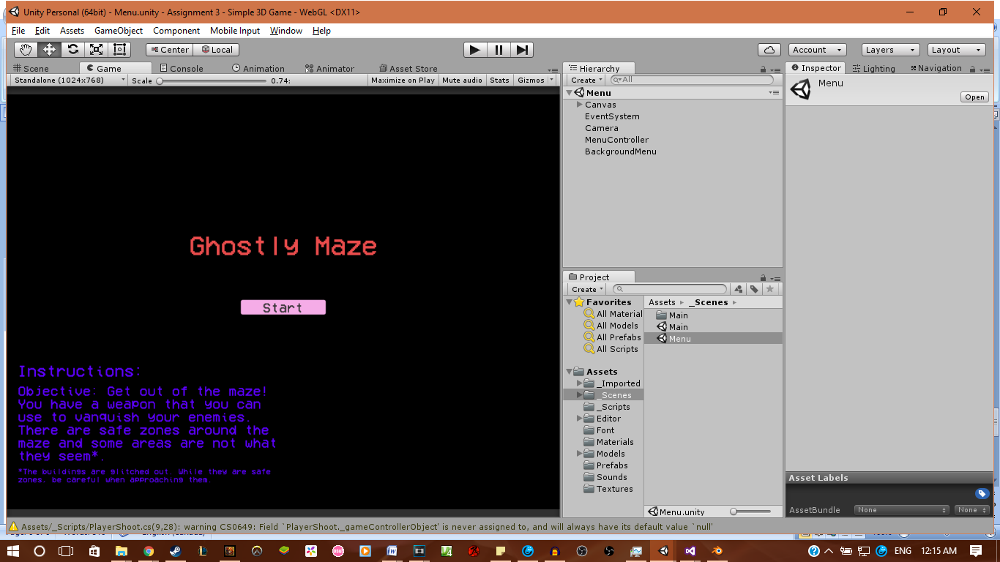 Unity Personal (64bit) - Menu.unity - Assignment 3 - Simple 3D Game - WebGL <DX11>
File Edit Assets GameObject Component Mobile Input Window Help
Center Local
Account Layers Layout
Scene Game Console Animation Animator Asset Store
Standalone (1024x768) Scale 0.74: Maximize on Play Mute audio Stats Gizmos
Ghostly Maze
Start
Instructions:
Objective: Get out of the maze!
You have a weapon that you can
use to vanquish your enemies.
There are safe zones around the
maze and some areas are not what
they seem*.
*The buildings are glitched out. While they are safe
zones, be careful when approaching them.
Hierarchy
Create All
Menu
Canvas
EventSystem
Camera
MenuController
BackgroundMenu
Project
Create
Favorites
All Material
All Models
All Prefabs
All Scripts
Assets
_Imported
_Scenes
_Scripts
Editor
Font
Materials
Models
Prefabs
Sounds
Textures
Assets _Scenes
Main
Main
Menu
Menu.unity
Inspector Lighting Navigation
Menu
Open
Asset Labels
AssetBundle None None
Assets/_Scripts/PlayerShoot.cs(9,28): warning CS0649: Field `PlayerShoot._gameControllerObject' is never assigned to, and will always have its default value `null'
ENG 12:15 AM